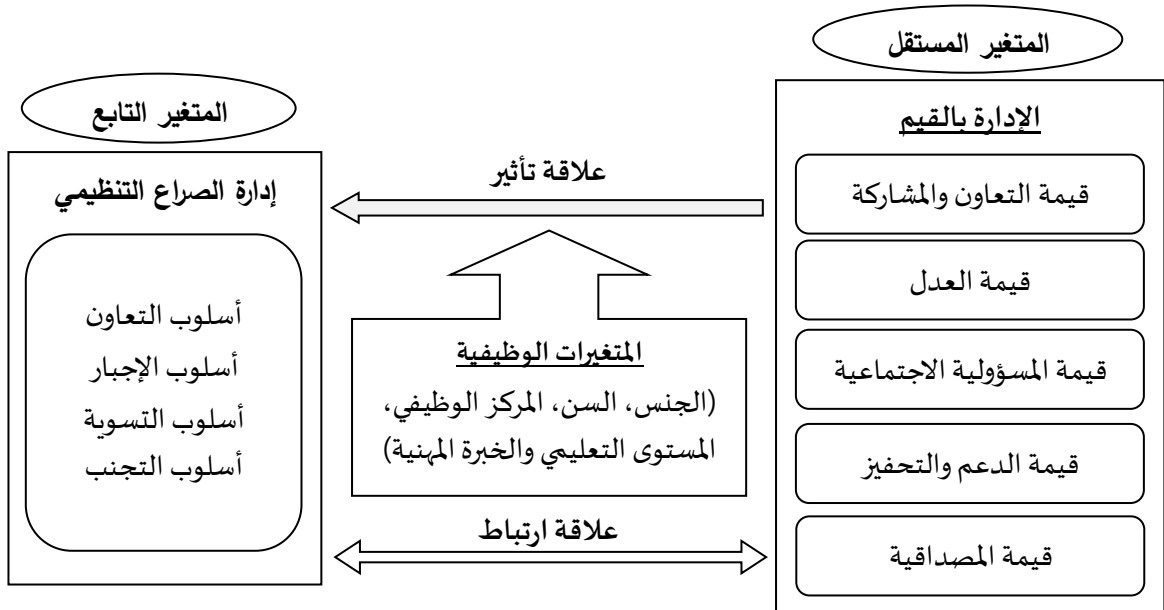 المتغير المستقل
الإدارة بالقيم
قيمة التعاون والمشاركة
قيمة العدل
قيمة المسؤولية الاجتماعية
قيمة الدعم والتحفيز
قيمة المصداقية
علاقة تأثير
المتغيرات الوظيفية
(الجنس، السن، المركز الوظيفي،
المستوى التعليمي والخبرة المهنية)
علاقة ارتباط
المتغير التابع
إدارة الصراع التنظيمي
أسلوب التعاون
أسلوب الإجبار
أسلوب التسوية
أسلوب التجنب